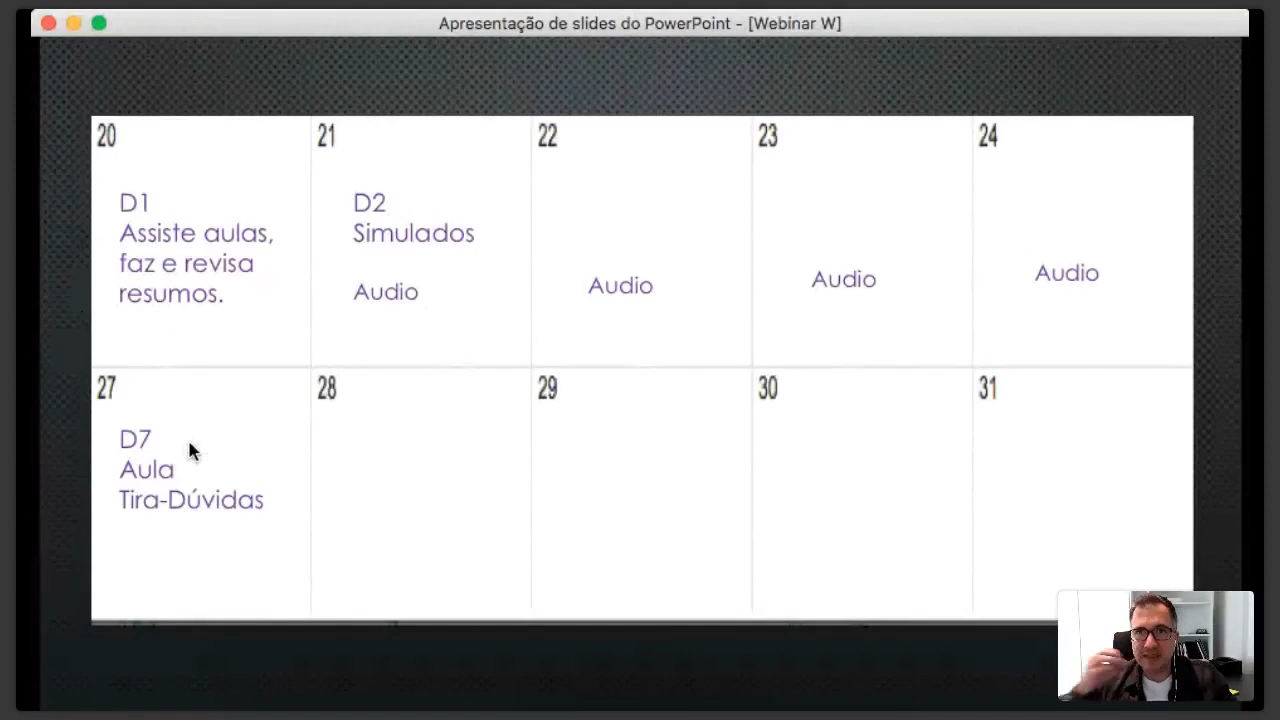 Apresentação de slides do PowerPoint - [Webinar W]
20
21
22
23
24
D1
Assiste aulas,
faz e revisa
resumos.
D2
Simulados
Audio
Audio
Audio
Audio
27
28
29
30
31
D7
Aula
Tira-Dúvidas